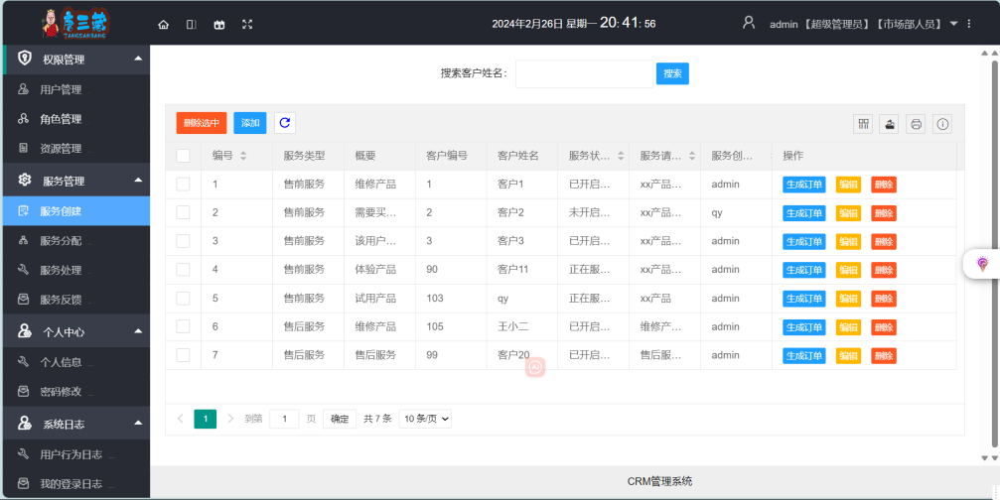 唐三藏
TANGSANZANG
2024年2月26日 星期一 20:41:56
admin 【超级管理员】【市场部人员】
权限管理
用户管理
角色管理
资源管理
服务管理
服务创建
服务分配
服务处理
服务反馈
个人中心
个人信息
密码修改
系统日志
用户行为日志
我的登录日志
搜索客户姓名: 搜索
删除选中 添加
编号 服务类型 概要 客户编号 客户姓名 服务状... 服务请... 服务创... 操作
1 售前服务 维修产品 1 客户1 已开启... xx产品... admin 生成订单 编辑 删除
2 售前服务 需要买... 2 客户2 未开启... xx产品... qy 生成订单 编辑 删除
3 售前服务 该用户... 3 客户3 已开启... xx产品... admin 生成订单 编辑 删除
4 售前服务 体验产品 90 客户11 正在服... xx产品... admin 生成订单 编辑 删除
5 售前服务 试用产品 103 qy 正在服... xx产品 admin 生成订单 编辑 删除
6 售后服务 维修产品 105 王小二 已开启... 维修产... admin 生成订单 编辑 删除
7 售后服务 售后服务 99 客户20 已开启... 售后服... admin 生成订单 编辑 删除
1 到第 1 页 确定 共 7 条 10 条/页
CRM管理系统